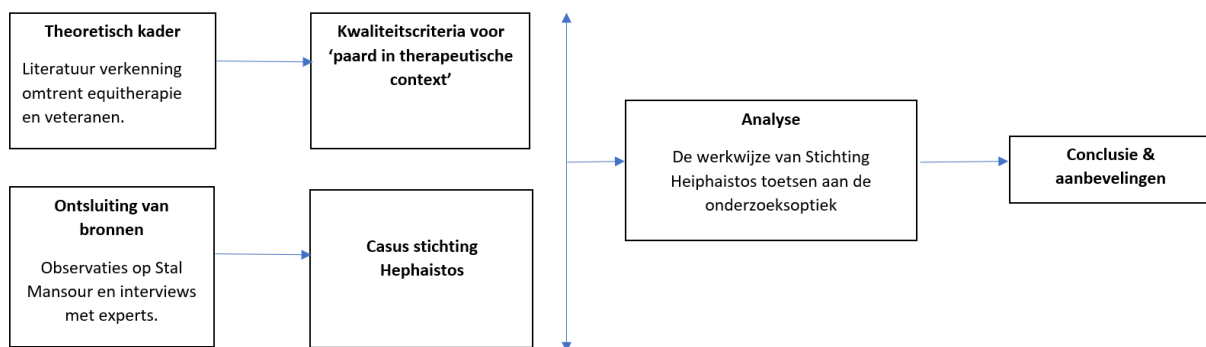 Theoretisch kader
Literatuur verkenning
omtrent equitherapie
en veteranen.
Kwaliteitscriteria voor
‘paard in therapeutische
context’
Ontsluiting van
bronnen
Observaties op Stal
Mansour en interviews
met experts.
Casus stichting
Hephaistos
Analyse
De werkwijze van Stichting
Heiphaistos toetsen aan de
onderzoeksoptiek
Conclusie &
aanbevelingen